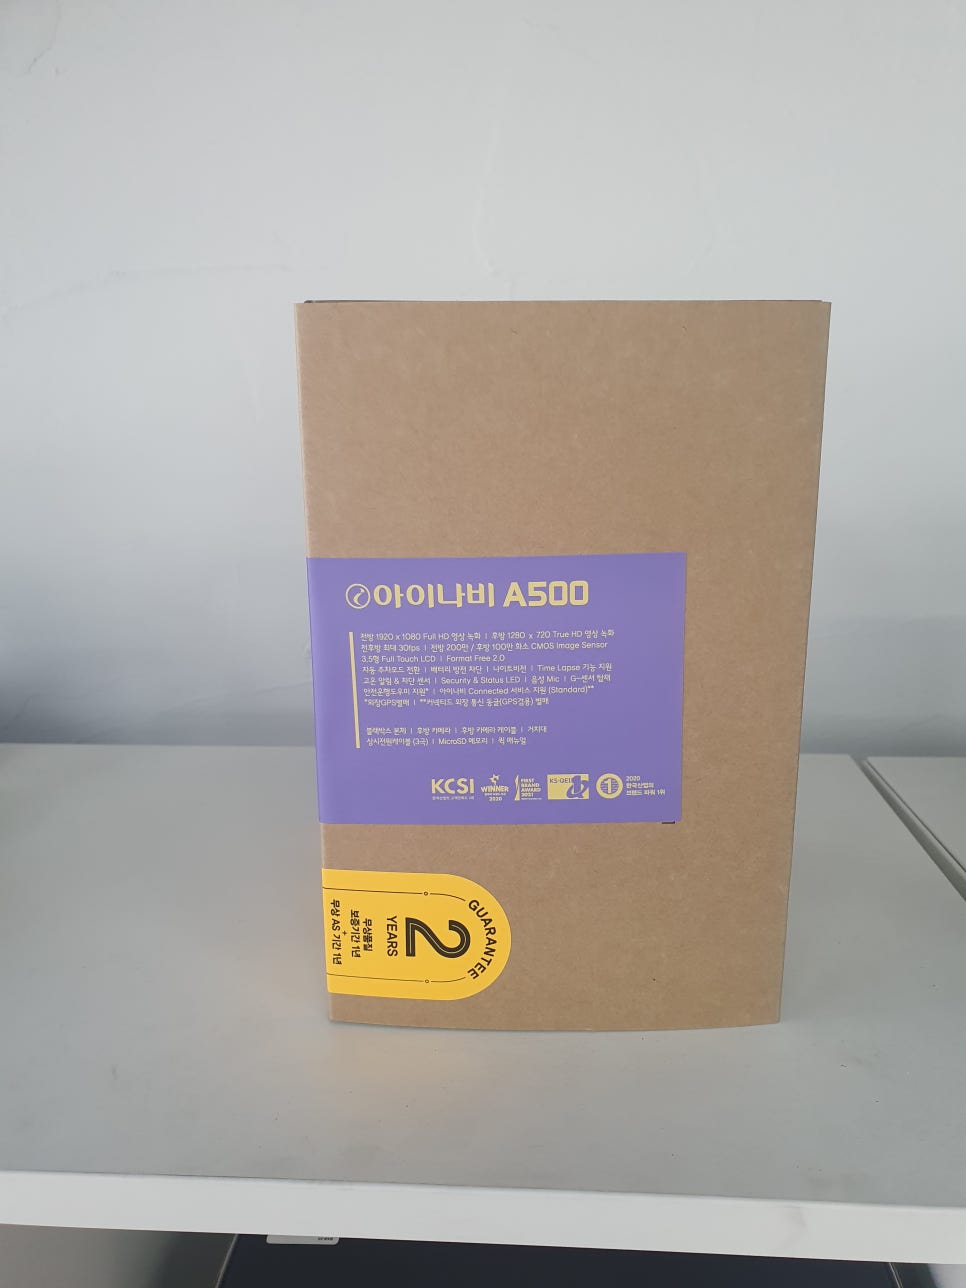 아이나비 A500
전방 1920 x 1080 Full HD 영상 녹화 | 후방 1280 x 720 True HD 영상 녹화
전후방 최대 30fps | 전방 200만 / 후방 100만 화소 CMOS Image Sensor
3.5형 Full Touch LCD | Format Free 2.0
자동 주차모드 전환 | 배터리 방전 차단 | 나이트비전 | Time Lapse 기능 지원
고온 알림 & 차단 센서 | Security & Status LED | 음성 Mic | G-센서 탑재
안전운행도우미 지원* | 아이나비 Connected 서비스 지원 (Standard)**
*외장GPS별매 | **커넥티드 외장 통신 동글(GPS겸용) 별매
블랙박스 본체 | 후방 카메라 | 후방 카메라 케이블 | 거치대
상시전원케이블 (3극) | MicroSD 메모리 | 퀵 매뉴얼
KCSI
WINNER
2020
FIRST
BRAND
AWARD
2021
KS-QEI
2020
한국산업의
브랜드 파워 1위
GUARANTEE
2
YEARS
무상품질
보증기간 1년
+
무상 AS 기간 1년